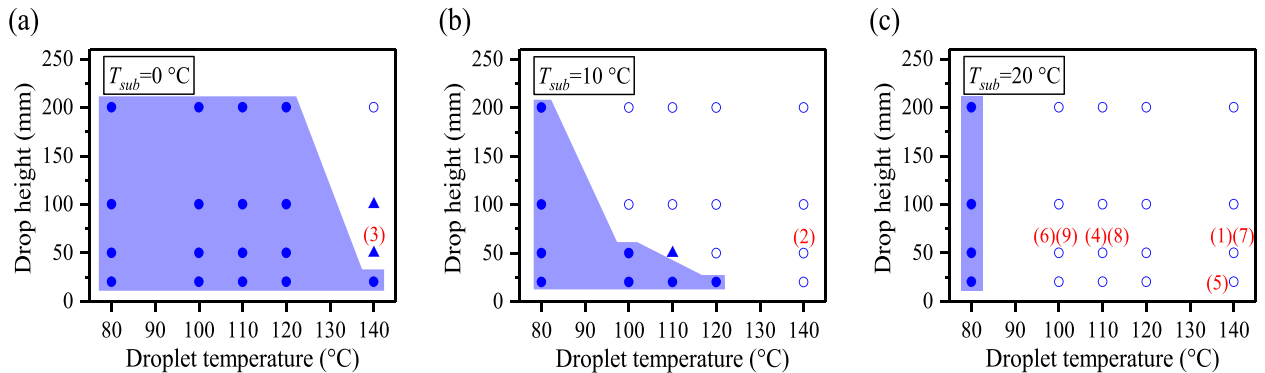 (a)
T_sub=0 °C
250
200
150
100
50
0
(3)
80 90 100 110 120 130 140
Drop height (mm)
Droplet temperature (°C)
(b)
T_sub=10 °C
250
200
150
100
50
0
(2)
80 90 100 110 120 130 140
Drop height (mm)
Droplet temperature (°C)
(c)
T_sub=20 °C
250
200
150
100
50
0
(6)(9) (4)(8) (1)(7)
(5)
80 90 100 110 120 130 140
Drop height (mm)
Droplet temperature (°C)